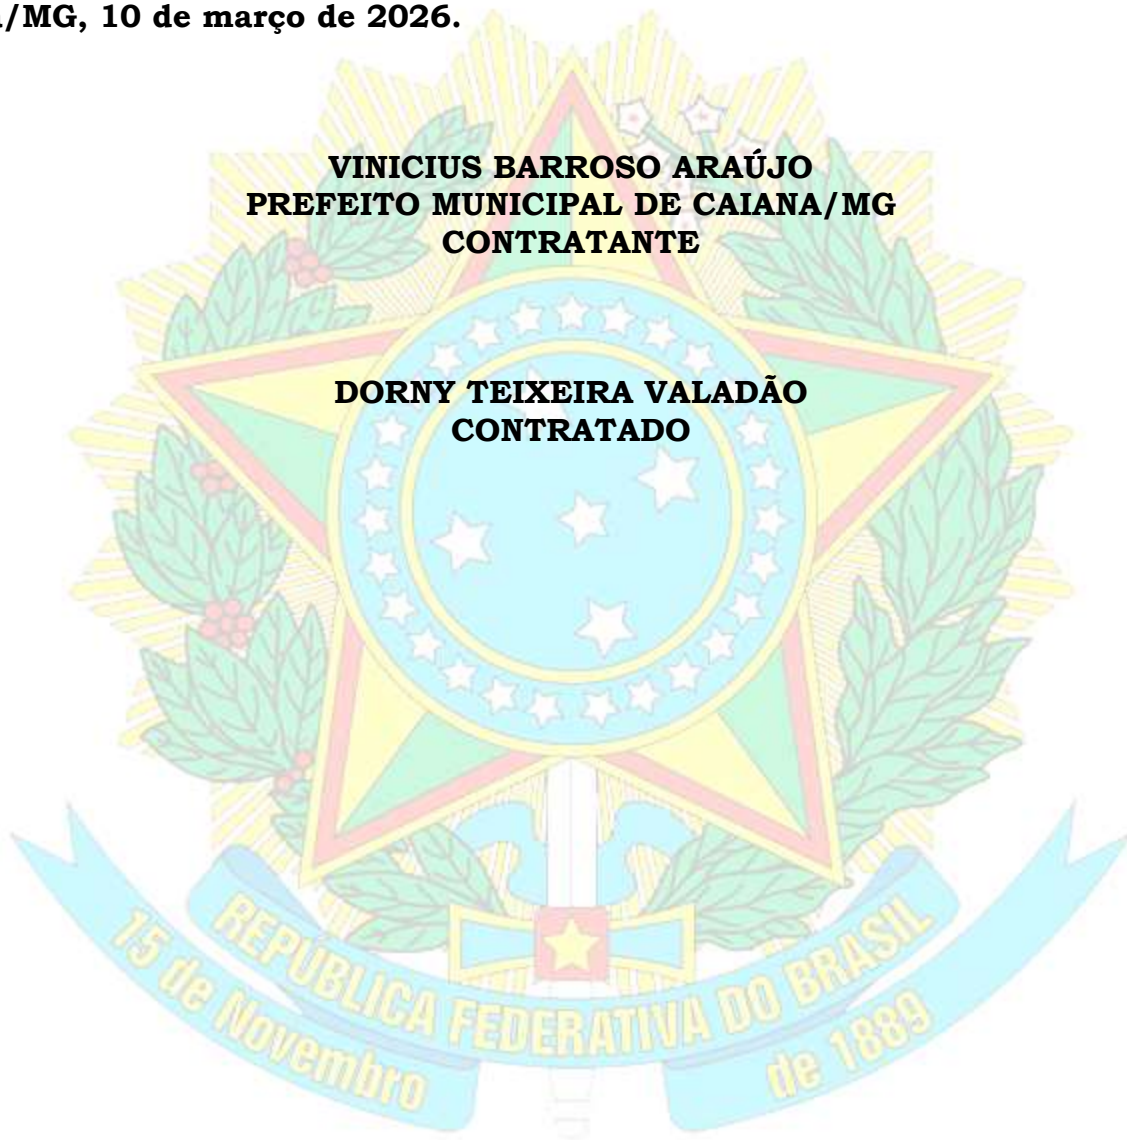 /MG, 10 de março de 2026.
VINICIUS BARROSO ARAÚJO
PREFEITO MUNICIPAL DE CAIANA/MG
CONTRATANTE
DORNY TEIXEIRA VALADÃO
CONTRATADO
REPÚBLICA FEDERATIVA DO BRASIL
15 de Novembro
de 1889